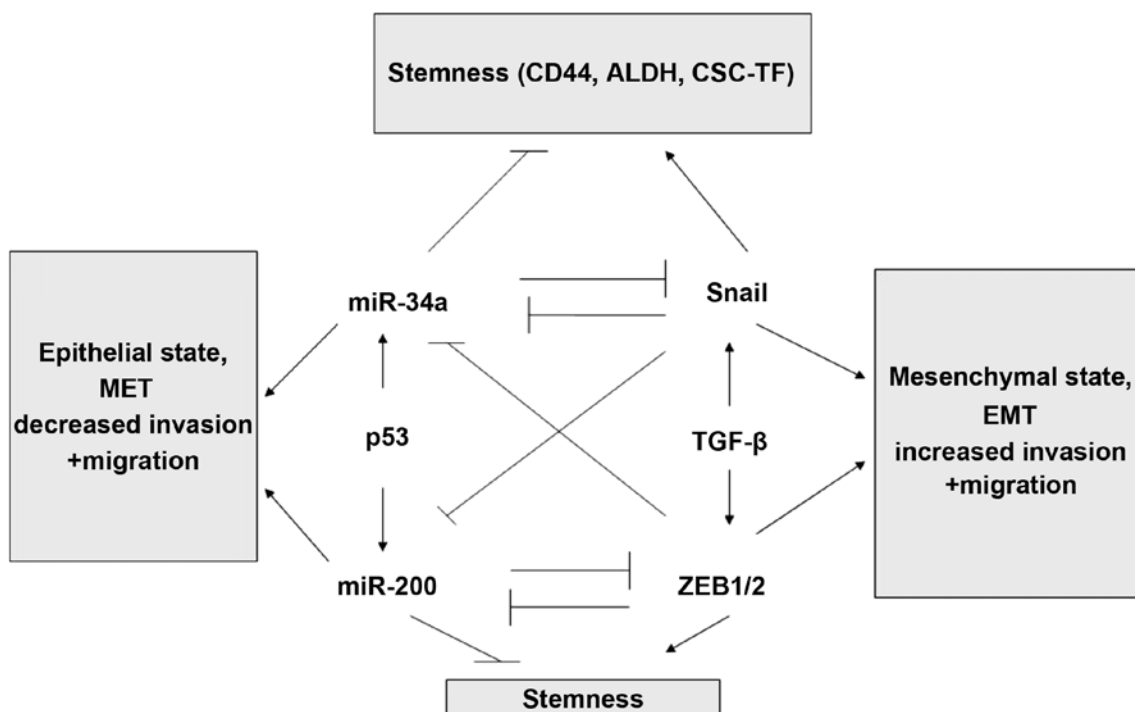 Stemness (CD44, ALDH, CSC-TF)
miR-34a
Snail
Epithelial state,
MET
decreased invasion
+migration
p53
TGF-β
Mesenchymal state,
EMT
increased invasion
+migration
miR-200
ZEB1/2
Stemness